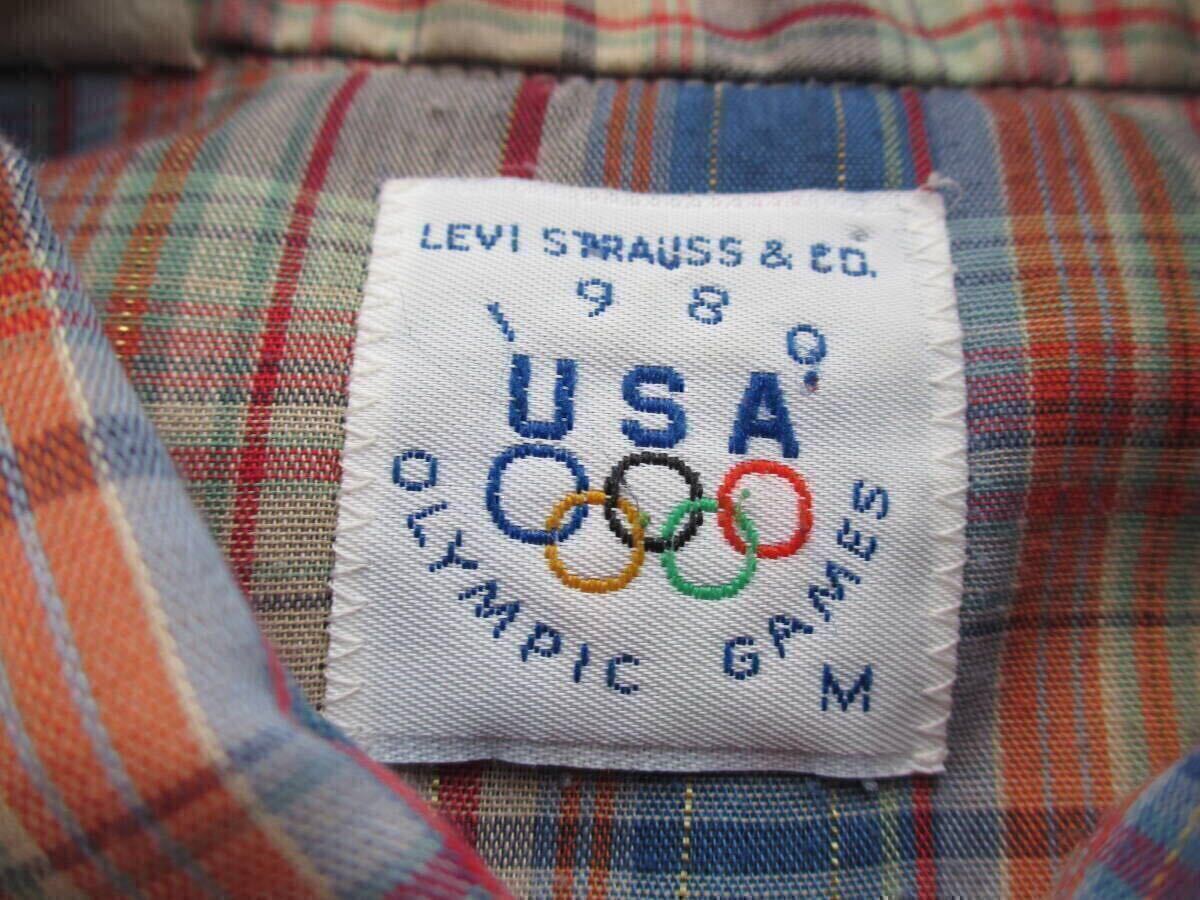 LEVI STRAUSS & CO.
1980
USA
OLYMPIC GAMES
M